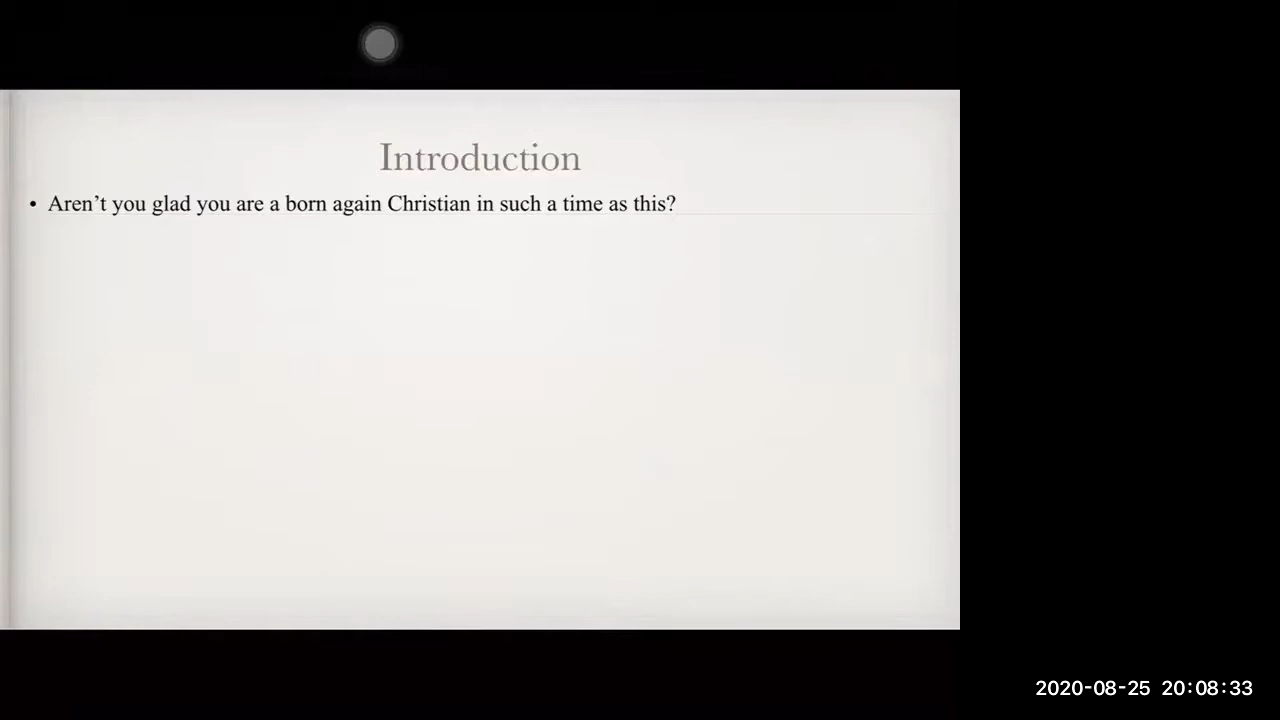 Introduction
• Aren’t you glad you are a born again Christian in such a time as this?
2020-08-25 20:08:33